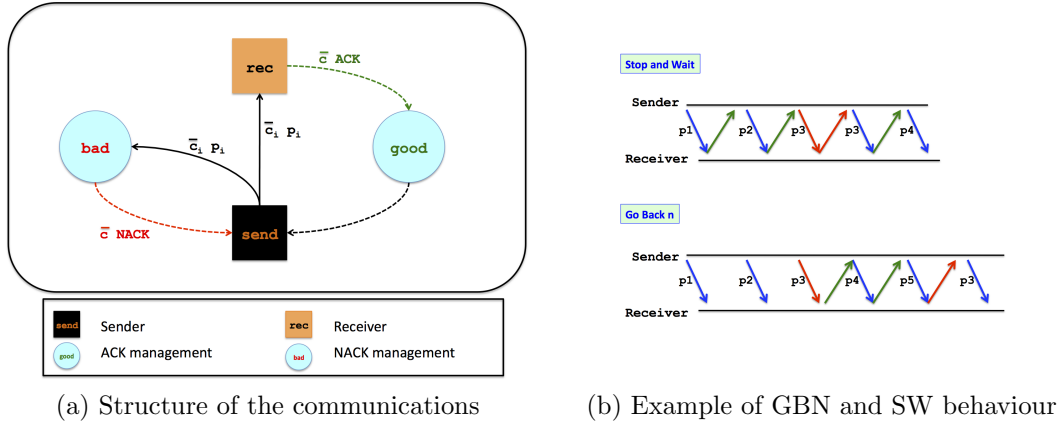 c̅ ACK
rec
c̅ᵢ pᵢ
c̅ᵢ pᵢ
bad
good
c̅ NACK
send
send Sender
rec Receiver
good ACK management
bad NACK management
(a) Structure of the communications
Stop and Wait
Sender
p1 p2 p3 p3 p4
Receiver
Go Back n
Sender
p1 p2 p3 p4 p5 p3
Receiver
(b) Example of GBN and SW behaviour